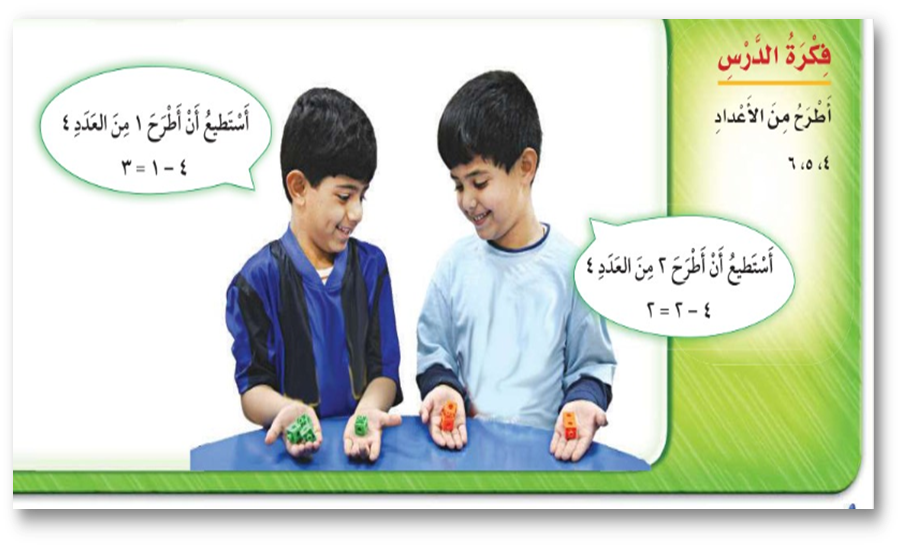 فِكْرَةُ الدَّرْسِ
أَطْرَحُ مِنَ الأَعْدادِ
٤، ٥، ٦
أَسْتَطيعُ أَنْ أَطْرَحَ ٢ مِنَ العَدَدِ ٤
٤ − ٢ = ٢
أَسْتَطيعُ أَنْ أَطْرَحَ ١ مِنَ العَدَدِ ٤
٤ − ١ = ٣